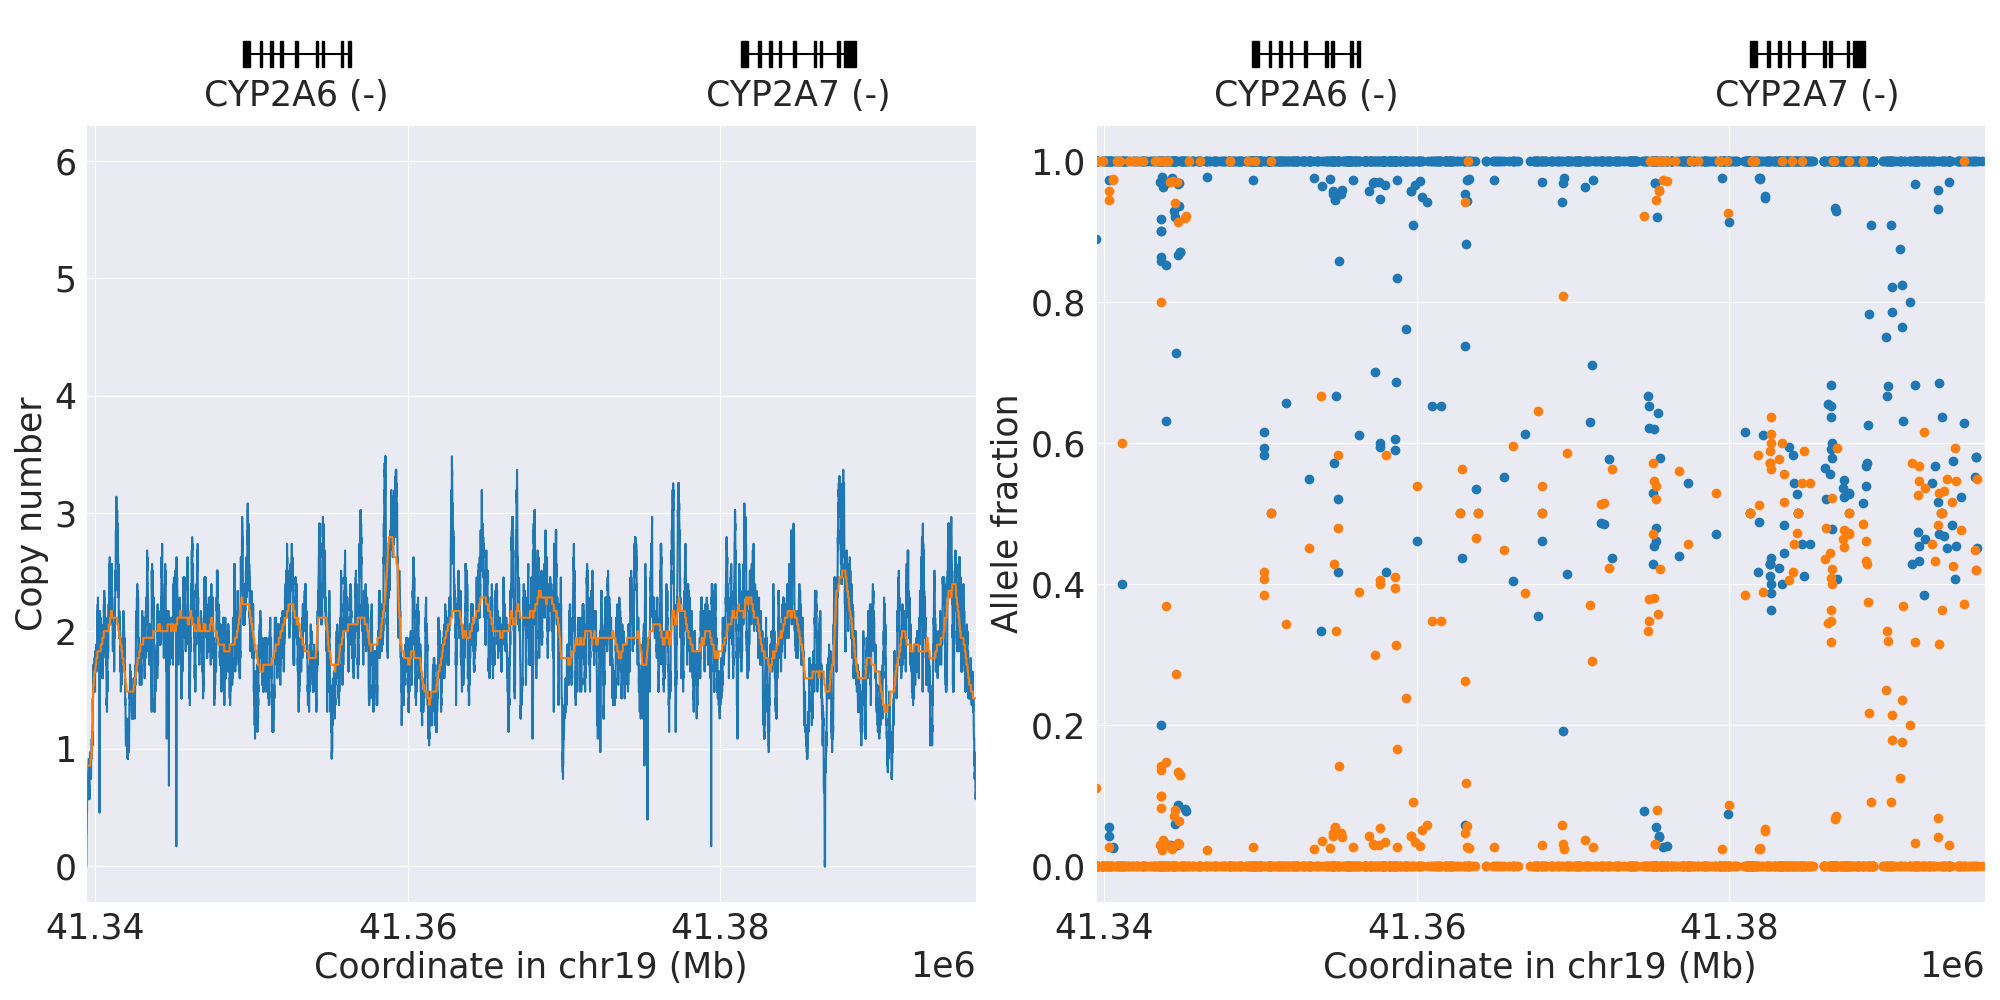 CYP2A6 (-)
CYP2A7 (-)
6
5
4
3
2
1
0
Copy number
41.34
41.36
41.38
Coordinate in chr19 (Mb)
1e6
CYP2A6 (-)
CYP2A7 (-)
1.0
0.8
0.6
0.4
0.2
0.0
Allele fraction
41.34
41.36
41.38
Coordinate in chr19 (Mb)
1e6